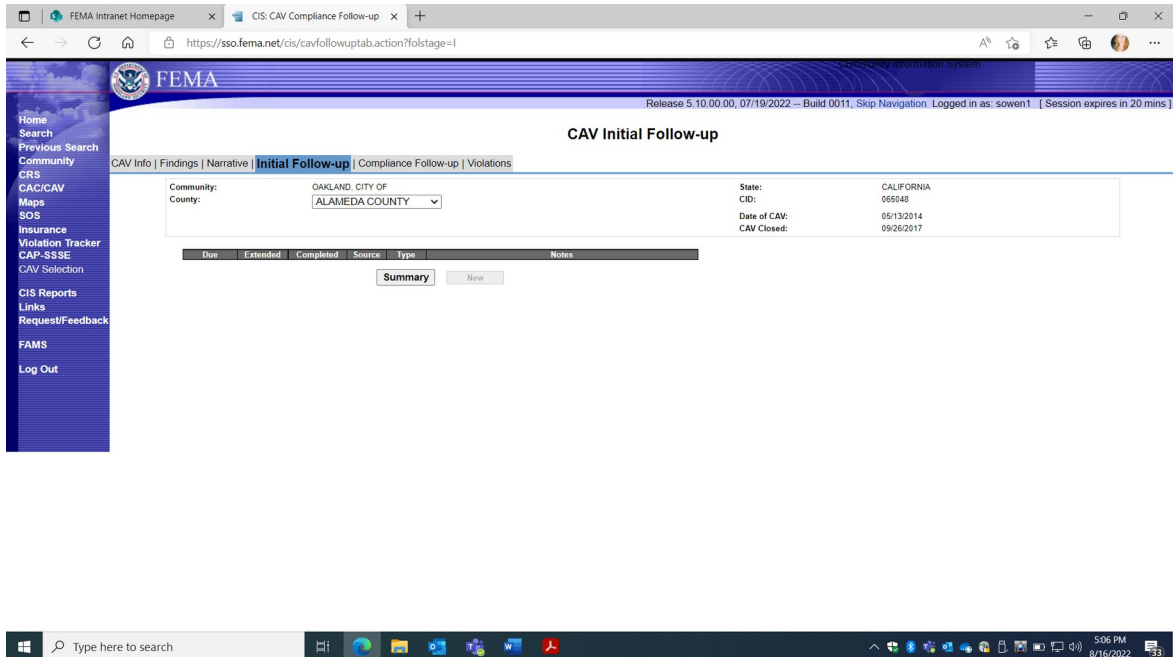 FEMA Intranet Homepage
CIS: CAV Compliance Follow-up
https://sso.fema.net/cis/cavfollowuptab.action?folstage=I
FEMA
Community Information System
Release 5.10.00.00, 07/19/2022 -- Build 0011, Skip Navigation Logged in as: sowen1 [ Session expires in 20 mins ]
Home
Search
Previous Search
Community
CRS
CAC/CAV
Maps
SOS
Insurance
Violation Tracker
CAP-SSSE
CAV Selection
CIS Reports
Links
Request/Feedback
FAMS
Log Out
CAV Initial Follow-up
CAV Info | Findings | Narrative | Initial Follow-up | Compliance Follow-up | Violations
Community: OAKLAND, CITY OF State: CALIFORNIA
County: ALAMEDA COUNTY CID: 065048
Date of CAV: 05/13/2014
CAV Closed: 09/26/2017
Due Extended Completed Source Type Notes
Summary New
Type here to search
5:06 PM
8/16/2022
33